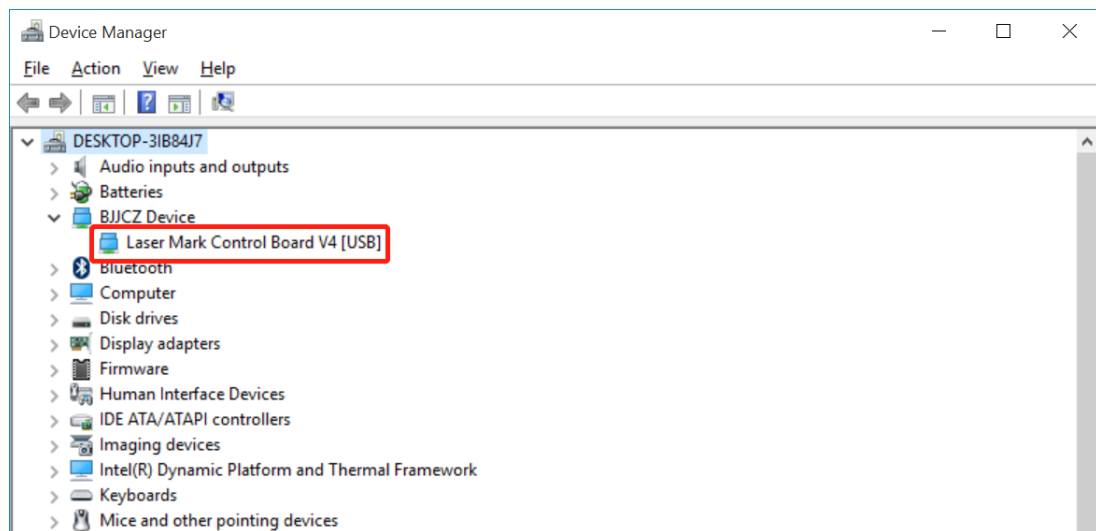 Device Manager
File Action View Help
DESKTOP-3IB84J7
Audio inputs and outputs
Batteries
BJJCZ Device
Laser Mark Control Board V4 [USB]
Bluetooth
Computer
Disk drives
Display adapters
Firmware
Human Interface Devices
IDE ATA/ATAPI controllers
Imaging devices
Intel(R) Dynamic Platform and Thermal Framework
Keyboards
Mice and other pointing devices